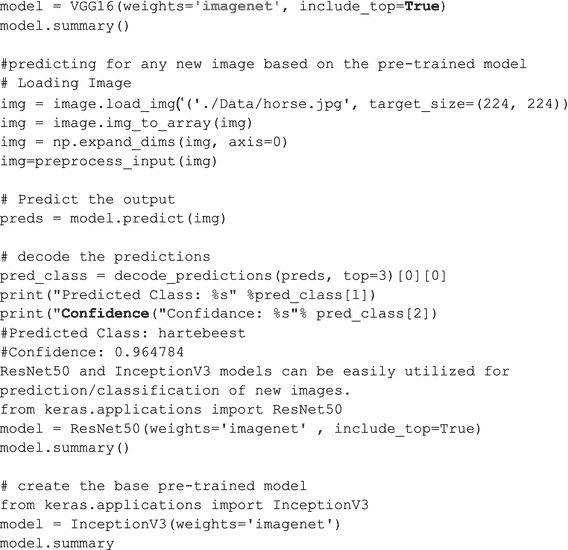 model = VGG16(weights='imagenet', include_top=True)
model.summary()
#predicting for any new image based on the pre-trained model
# Loading Image
img = image.load_img(‘('./Data/horse.jpg', target_size=(224, 224))
img = image.img_to_array(img)
img = np.expand_dims(img, axis=0)
img=preprocess_input(img)
# Predict the output
preds = model.predict(img)
# decode the predictions
pred_class = decode_predictions(preds, top=3)[0][0]
print("Predicted Class: %s" %pred_class[1])
print("Confidence("Confidance: %s"% pred_class[2])
#Predicted Class: hartebeest
#Confidence: 0.964784
ResNet50 and InceptionV3 models can be easily utilized for
prediction/classification of new images.
from keras.applications import ResNet50
model = ResNet50(weights='imagenet' , include_top=True)
model.summary()
# create the base pre-trained model
from keras.applications import InceptionV3
model = InceptionV3(weights='imagenet')
model.summary